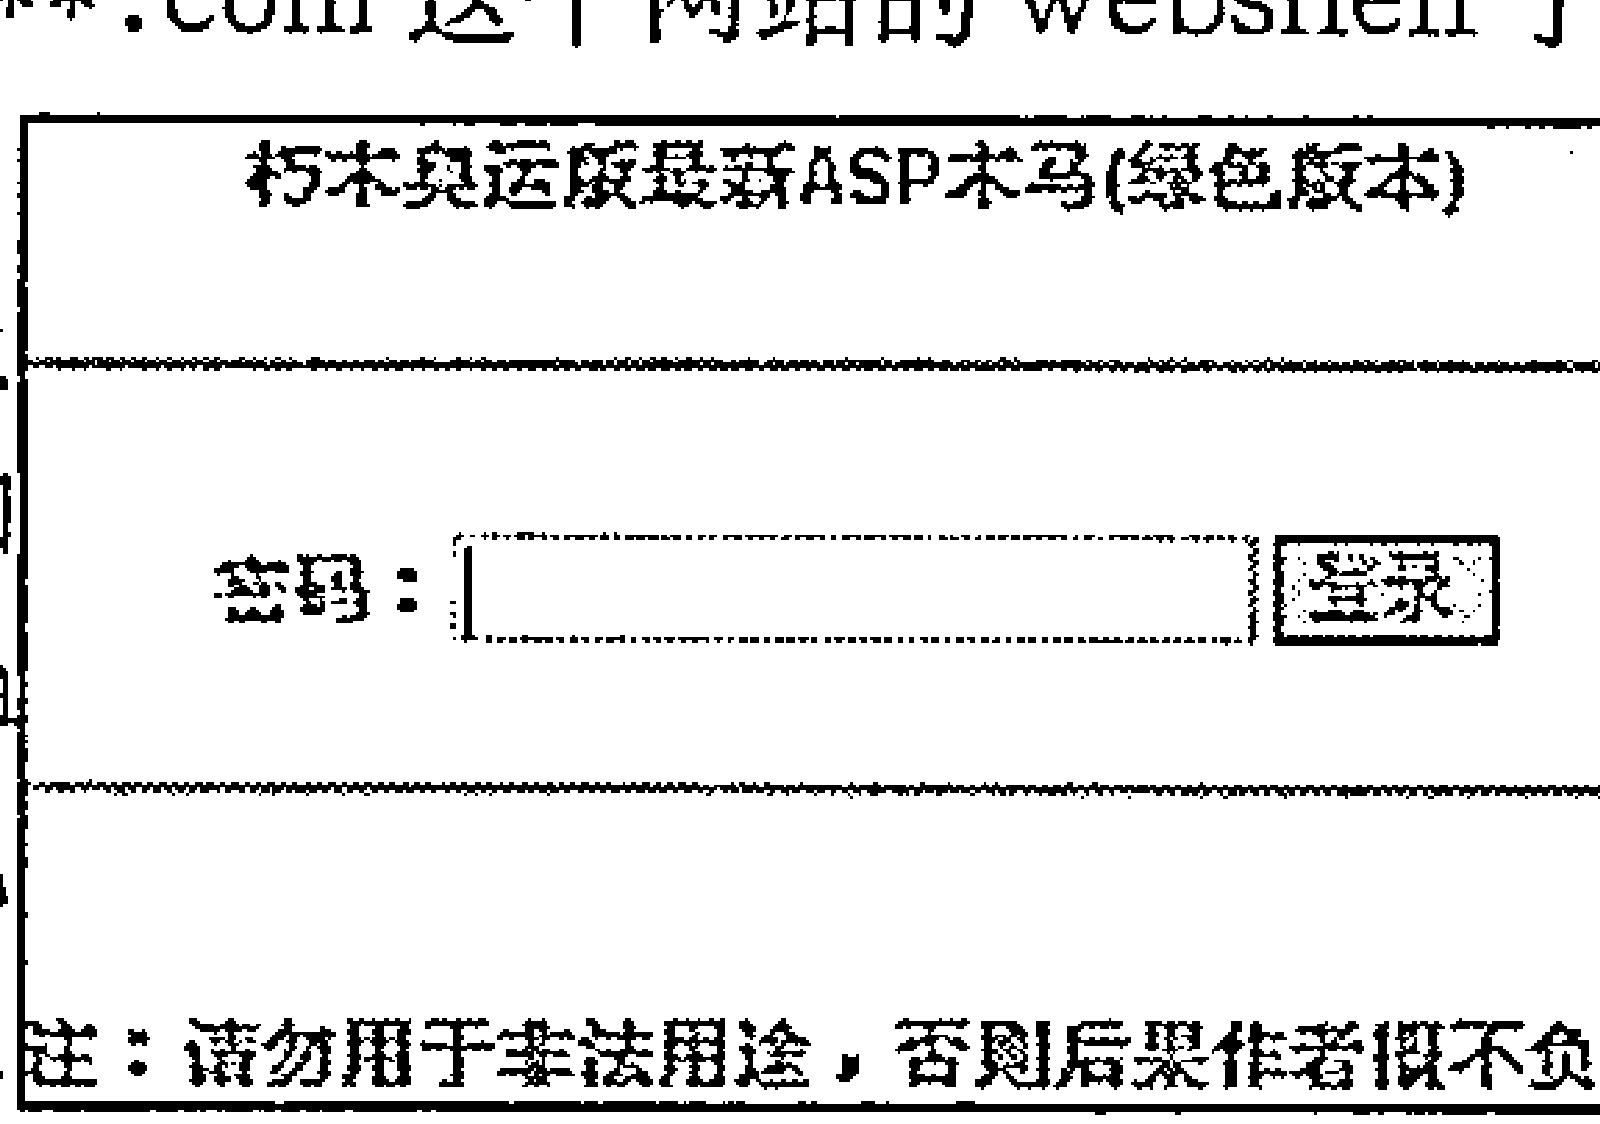 .com 这个网站的 webshell 了
朽木奥运版最新ASP木马(绿色版本)
密码： 登录
注：请勿用于非法用途，否则后果作者概不负